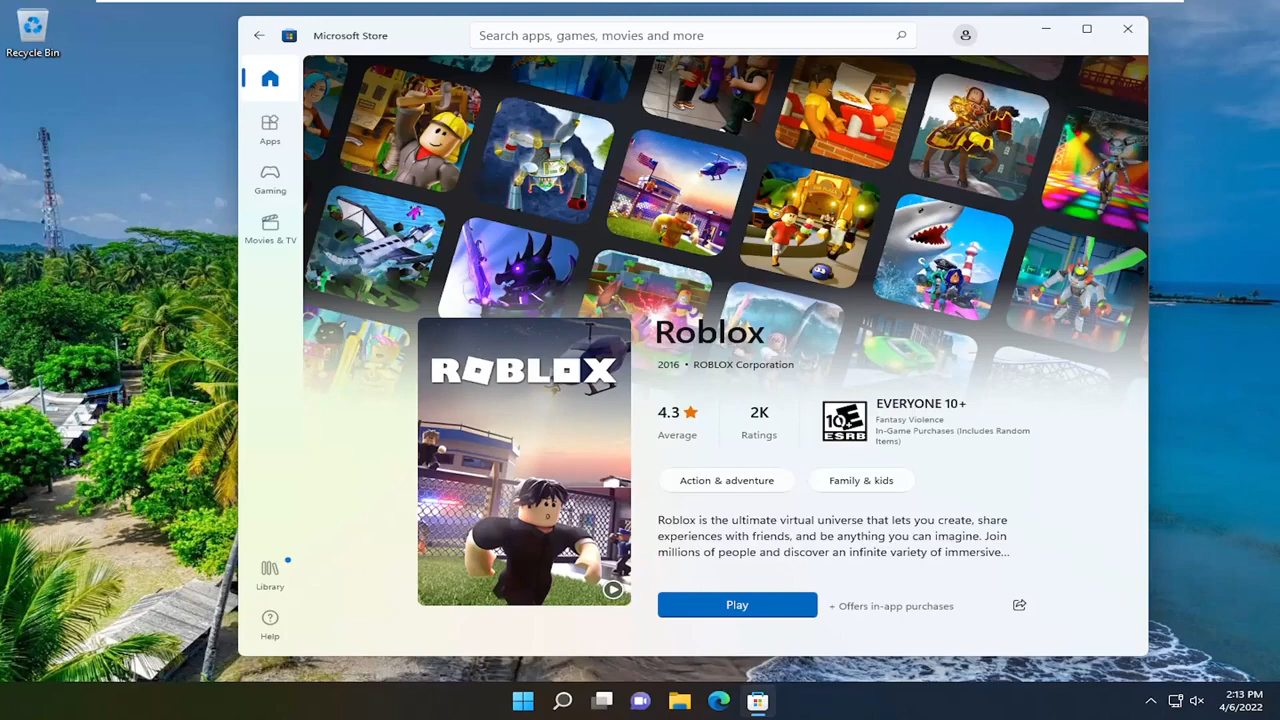 Recycle Bin
Microsoft Store
Search apps, games, movies and more
Apps
Gaming
Movies & TV
Library
Help
ROBLOX
Roblox
2016 • ROBLOX Corporation
4.3
Average
2K
Ratings
10+
E
ESRB
EVERYONE 10+
Fantasy Violence
In-Game Purchases (Includes Random
Items)
Action & adventure
Family & kids
Roblox is the ultimate virtual universe that lets you create, share
experiences with friends, and be anything you can imagine. Join
millions of people and discover an infinite variety of immersive...
Play
+ Offers in-app purchases
2:13 PM
4/6/2022